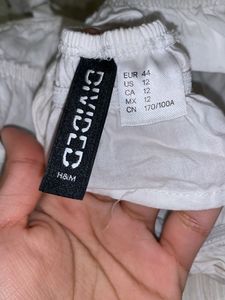 DIVIDED
H&M
EUR 44
US 12
CA 12
MX 12
CN 170/100A